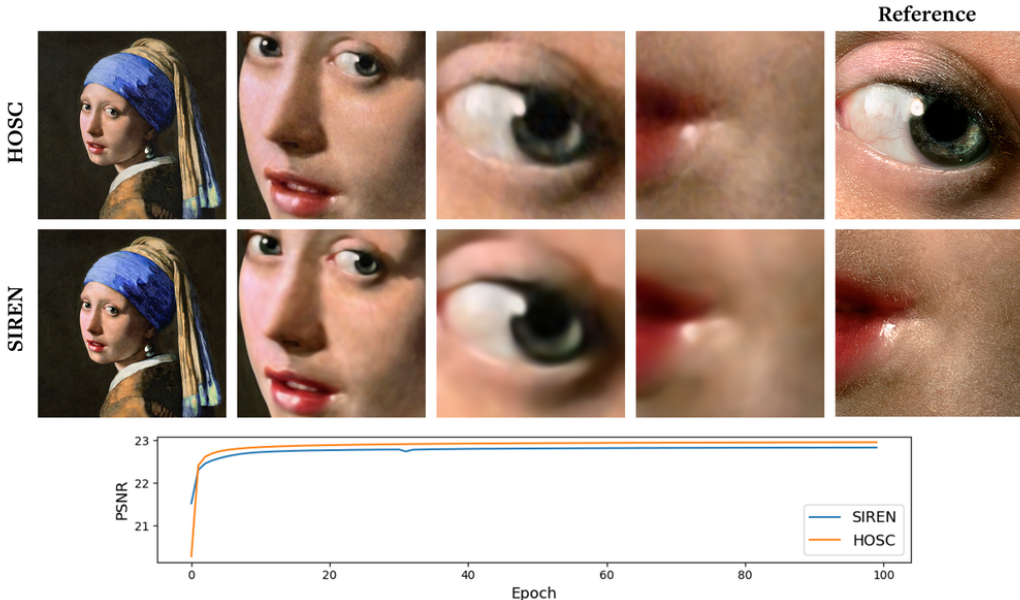 Reference
HOSC
SIREN
23
22
21
PSNR
0
20
40
60
80
100
Epoch
SIREN
HOSC